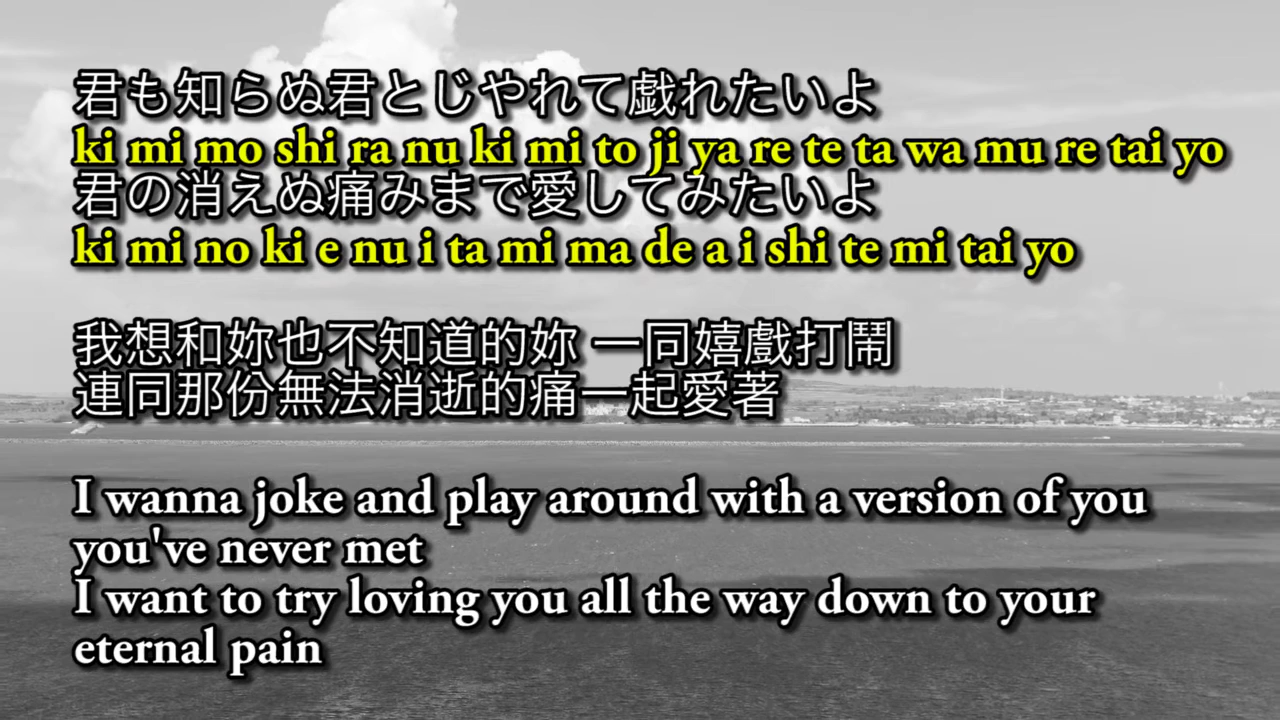 君も知らぬ君とじやれて戯れたいよ
ki mi mo shi ra nu ki mi to ji ya re te ta wa mu re tai yo
君の消えぬ痛みまで愛してみたいよ
ki mi no ki e nu i ta mi ma de a i shi te mi tai yo
我想和妳也不知道的妳 一同嬉戲打鬧
連同那份無法消逝的痛一起愛著
I wanna joke and play around with a version of you
you've never met
I want to try loving you all the way down to your
eternal pain